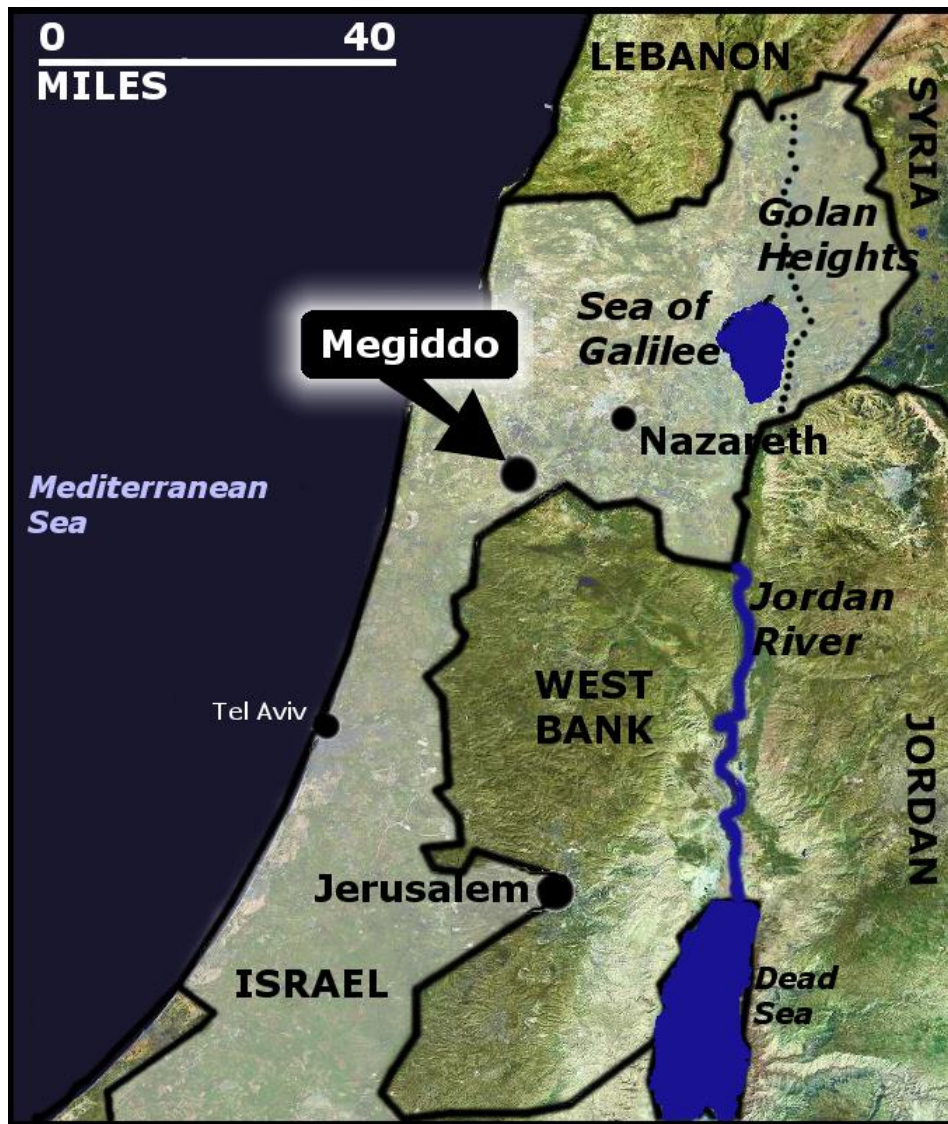 0 40
MILES
LEBANON
SYRIA
Golan
Heights
Sea of
Galilee
Megiddo
Nazareth
Mediterranean
Sea
Jordan
River
WEST
BANK
Tel Aviv
JORDAN
Jerusalem
ISRAEL
Dead
Sea